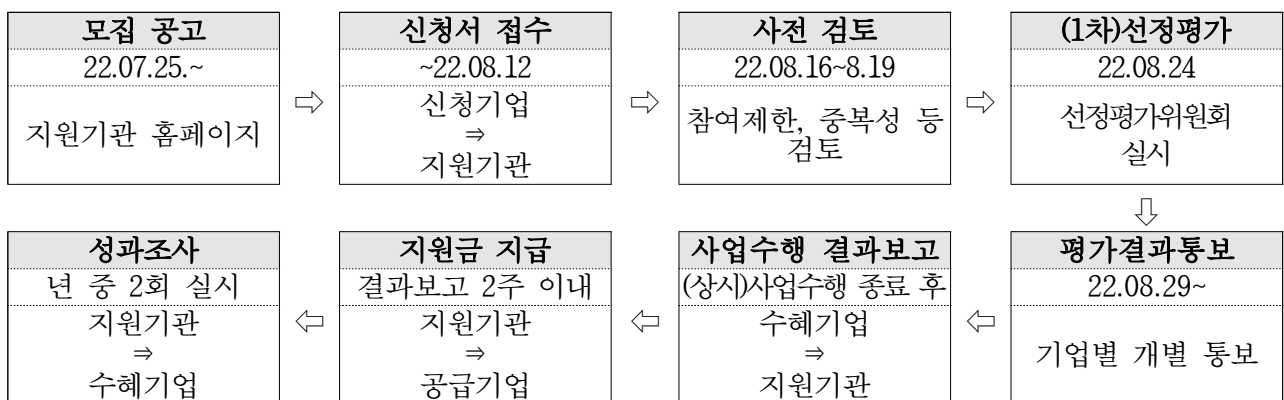 모집 공고
22.07.25.~
지원기관 홈페이지
⇨
신청서 접수
~22.08.12
신청기업
⇒
지원기관
⇨
사전 검토
22.08.16~8.19
참여제한, 중복성 등
검토
⇨
(1차)선정평가
22.08.24
선정평가위원회
실시
⇩
평가결과통보
22.08.29~
기업별 개별 통보
⇦
사업수행 결과보고
(상시)사업수행 종료 후
수혜기업
⇒
지원기관
⇦
지원금 지급
결과보고 2주 이내
지원기관
⇒
공급기업
⇦
성과조사
년 중 2회 실시
지원기관
⇒
수혜기업